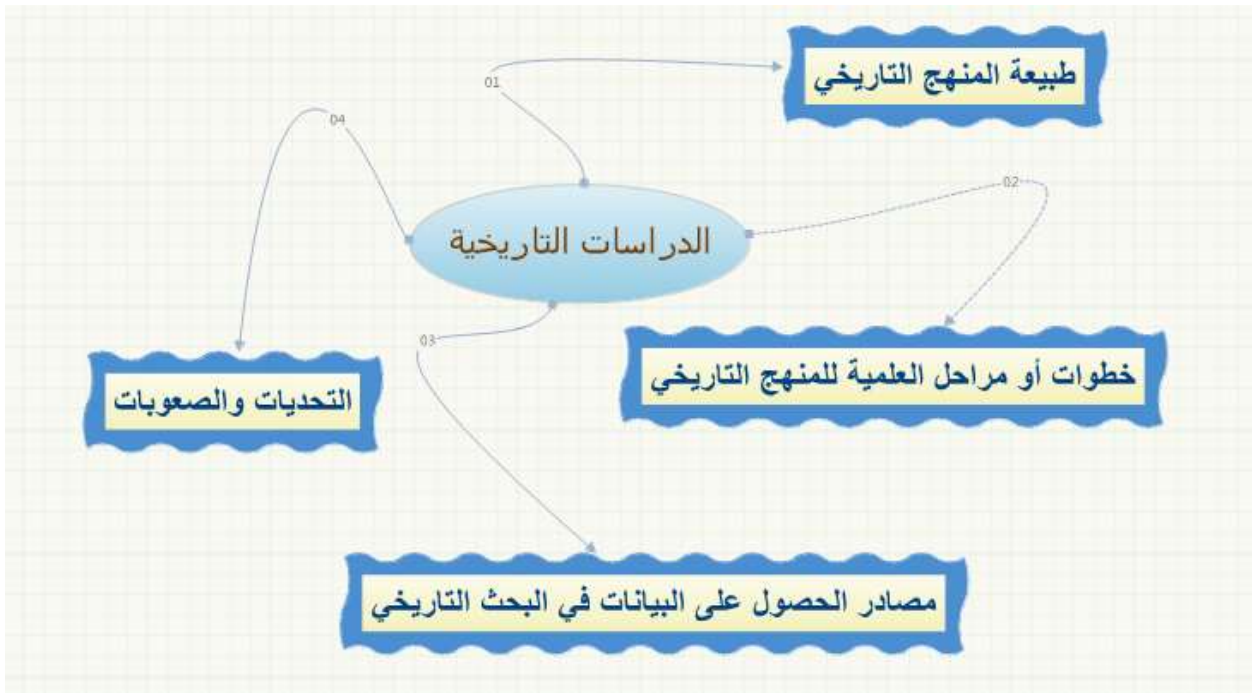 طبيعة المنهج التاريخي
01
04
02
الدراسات التاريخية
03
خطوات أو مراحل العلمية للمنهج التاريخي
التحديات والصعوبات
مصادر الحصول على البيانات في البحث التاريخي